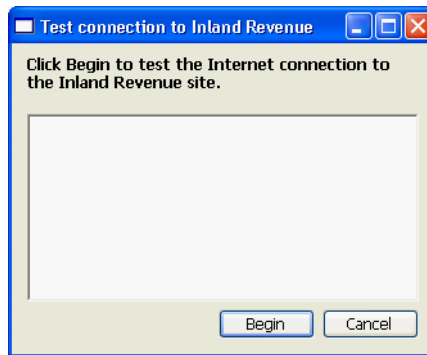 Test connection to Inland Revenue
Click Begin to test the Internet connection to
the Inland Revenue site.
Begin
Cancel